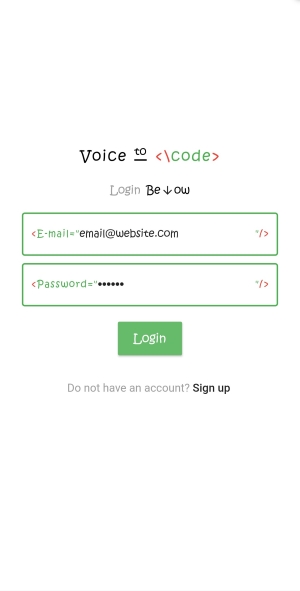 Voice to <\code>
Login Be↓ow
<E-mail="email@website.com "/>
<Password="•••••• "/>
Login
Do not have an account? Sign up